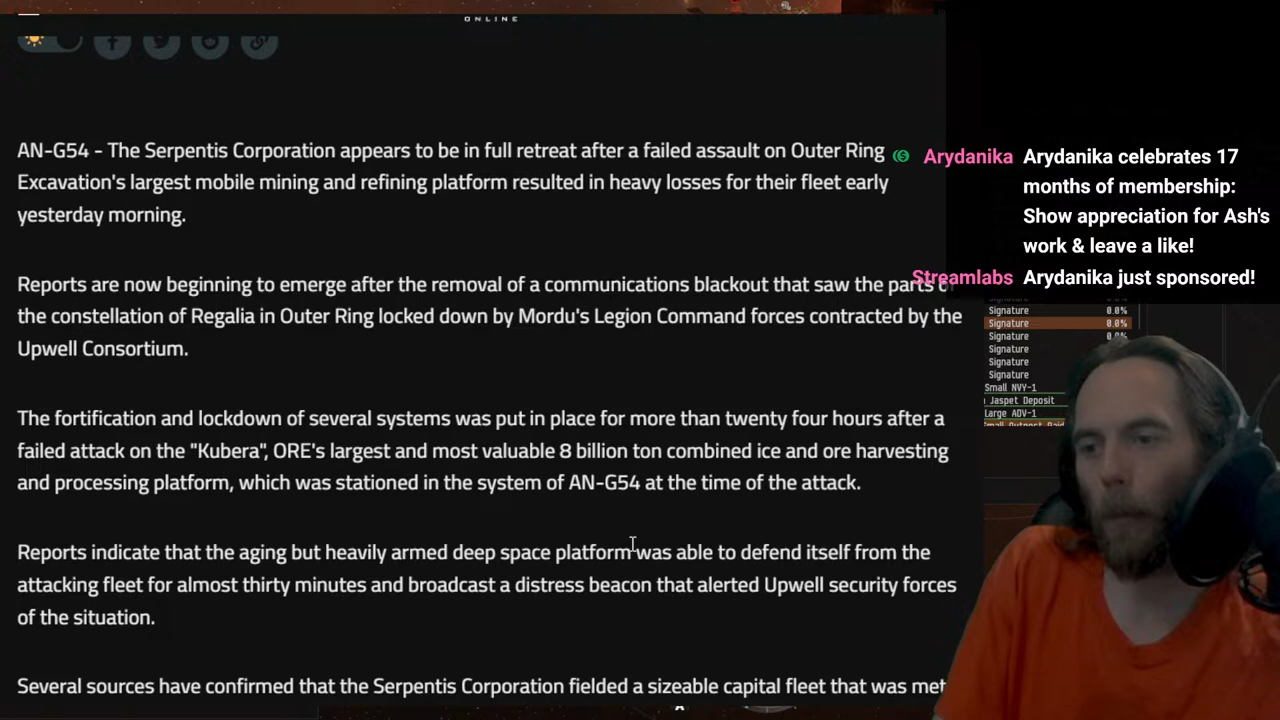 ONLINE
AN-G54 - The Serpentis Corporation appears to be in full retreat after a failed assault on Outer Ring
Excavation's largest mobile mining and refining platform resulted in heavy losses for their fleet early
yesterday morning.
Reports are now beginning to emerge after the removal of a communications blackout that saw the parts of
the constellation of Regalia in Outer Ring locked down by Mordu's Legion Command forces contracted by the
Upwell Consortium.
The fortification and lockdown of several systems was put in place for more than twenty four hours after a
failed attack on the "Kubera", ORE's largest and most valuable 8 billion ton combined ice and ore harvesting
and processing platform, which was stationed in the system of AN-G54 at the time of the attack.
Reports indicate that the aging but heavily armed deep space platform was able to defend itself from the
attacking fleet for almost thirty minutes and broadcast a distress beacon that alerted Upwell security forces
of the situation.
Several sources have confirmed that the Serpentis Corporation fielded a sizeable capital fleet that was met
Arydanika Arydanika celebrates 17
months of membership:
Show appreciation for Ash's
work & leave a like!
Streamlabs Arydanika just sponsored!
Signature 0.0%
Signature 0.0%
Signature 0.0%
Signature
Signature
Signature
Small NVY-1
Jaspet Deposit
Large ADV-1